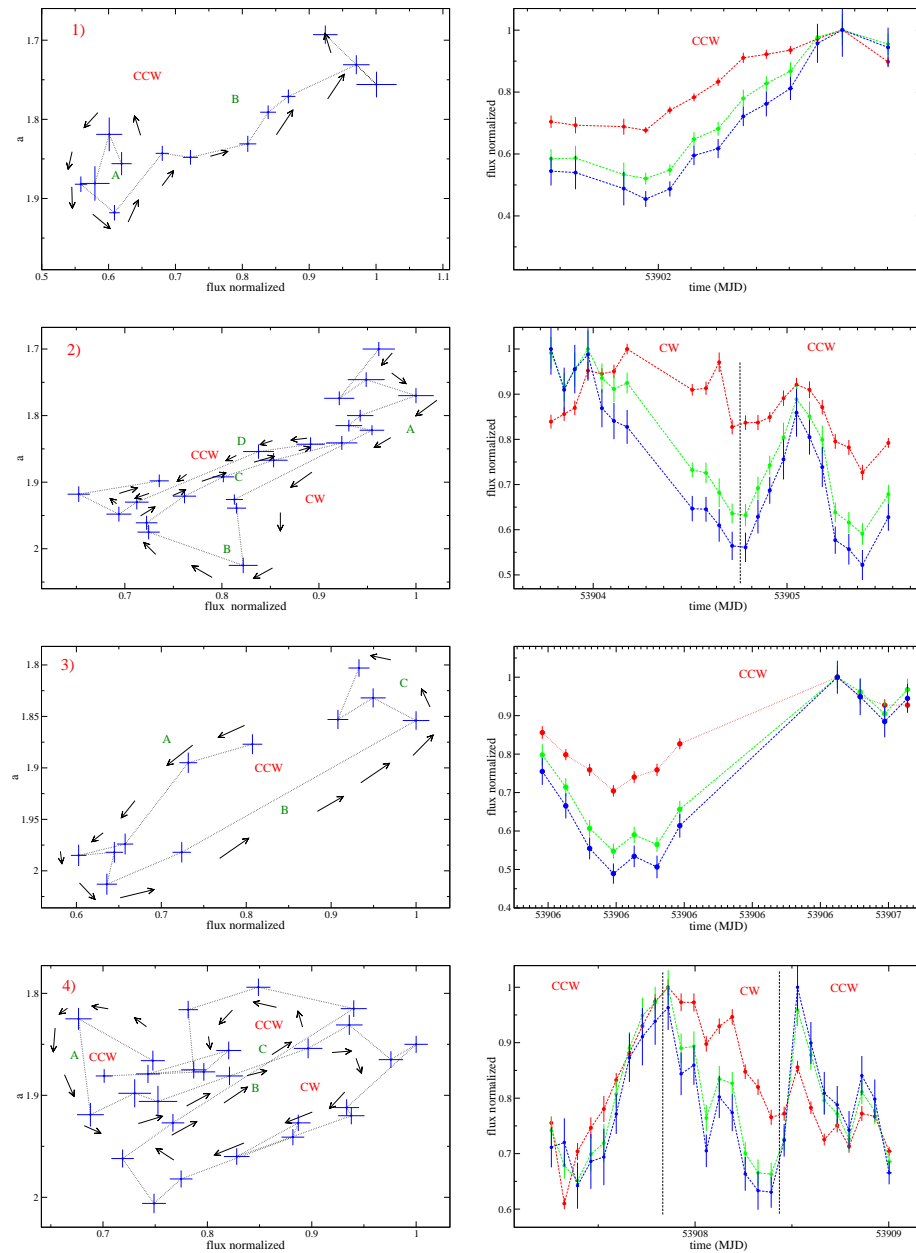 1)
CCW
B
A
a
1.7
1.8
1.9
0.5 0.6 0.7 0.8 0.9 1
flux normalized
CCW
flux normalized
1
0.8
0.6
0.4
53902
time (MJD)
2)
A
D
CCW
C
CW
B
a
1.7
1.8
1.9
2
0.7 0.8 0.9 1
flux normalized
CW CCW
flux normalized
1
0.9
0.8
0.7
0.6
0.5
53904 53905
time (MJD)
3)
C
A
CCW
B
a
1.8
1.85
1.9
1.95
2
0.6 0.7 0.8 0.9 1
flux normalized
CCW
flux normalized
1
0.9
0.8
0.7
0.6
0.5
0.4
53906 53906 53906 53906 53906 53907
time (MJD)
4)
CCW
A CCW C
B CW
a
1.8
1.9
2
0.7 0.8 0.9 1
flux normalized
CCW CW CCW
flux normalized
1
0.9
0.8
0.7
0.6
53908 53909
time (MJD)